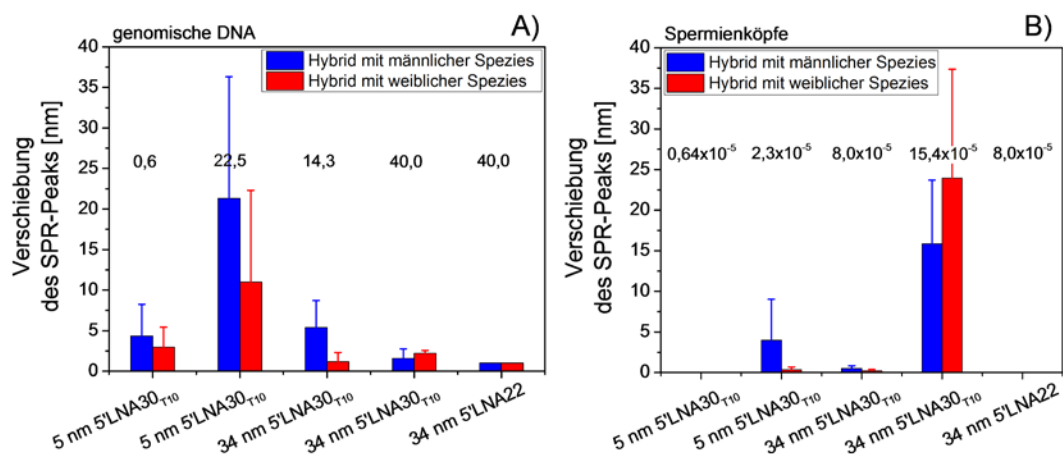 genomische DNA
A)
Hybrid mit männlicher Spezies
Hybrid mit weiblicher Spezies
Verschiebung
des SPR-Peaks [nm]
40
35
30
25
20
15
10
5
0
0,6
22,5
14,3
40,0
40,0
5 nm 5'LNA30T10
5 nm 5'LNA30T10
34 nm 5'LNA30T10
34 nm 5'LNA30T10
34 nm 5'LNA22
Spermienköpfe
B)
Hybrid mit männlicher Spezies
Hybrid mit weiblicher Spezies
Verschiebung
des SPR-Peaks [nm]
40
35
30
25
20
15
10
5
0
0,64x10-5
2,3x10-5
8,0x10-5
15,4x10-5
8,0x10-5
5 nm 5'LNA30T10
5 nm 5'LNA30T10
34 nm 5'LNA30T10
34 nm 5'LNA30T10
34 nm 5'LNA22